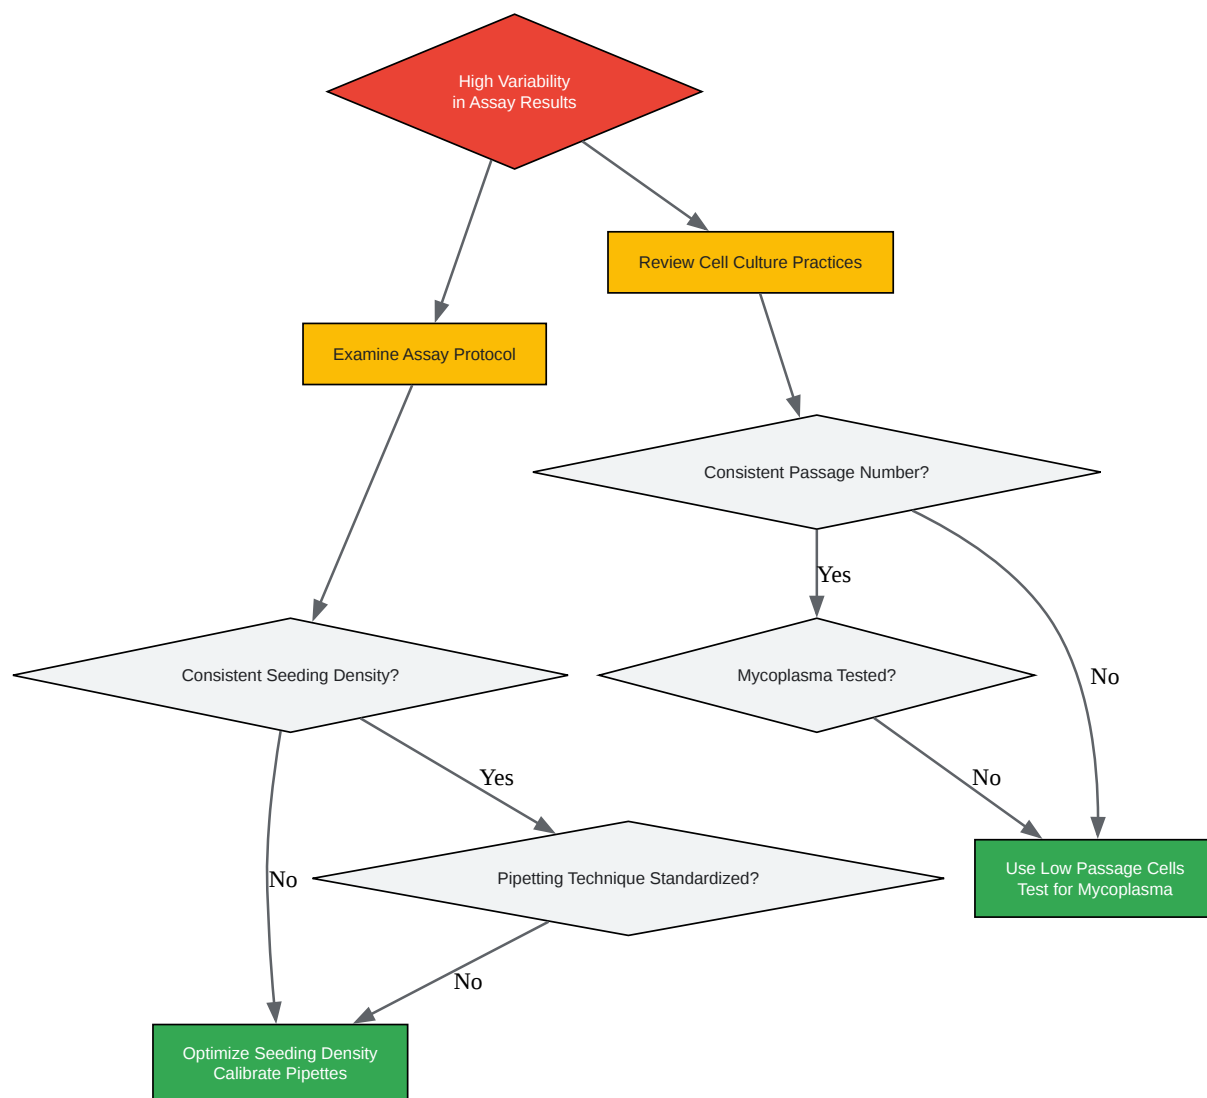 High Variability
in Assay Results
Review Cell Culture Practices
Examine Assay Protocol
Consistent Passage Number?
Yes
Consistent Seeding Density?
Mycoplasma Tested?
No
Yes
No
No
Pipetting Technique Standardized?
Use Low Passage Cells
Test for Mycoplasma
No
Optimize Seeding Density
Calibrate Pipettes